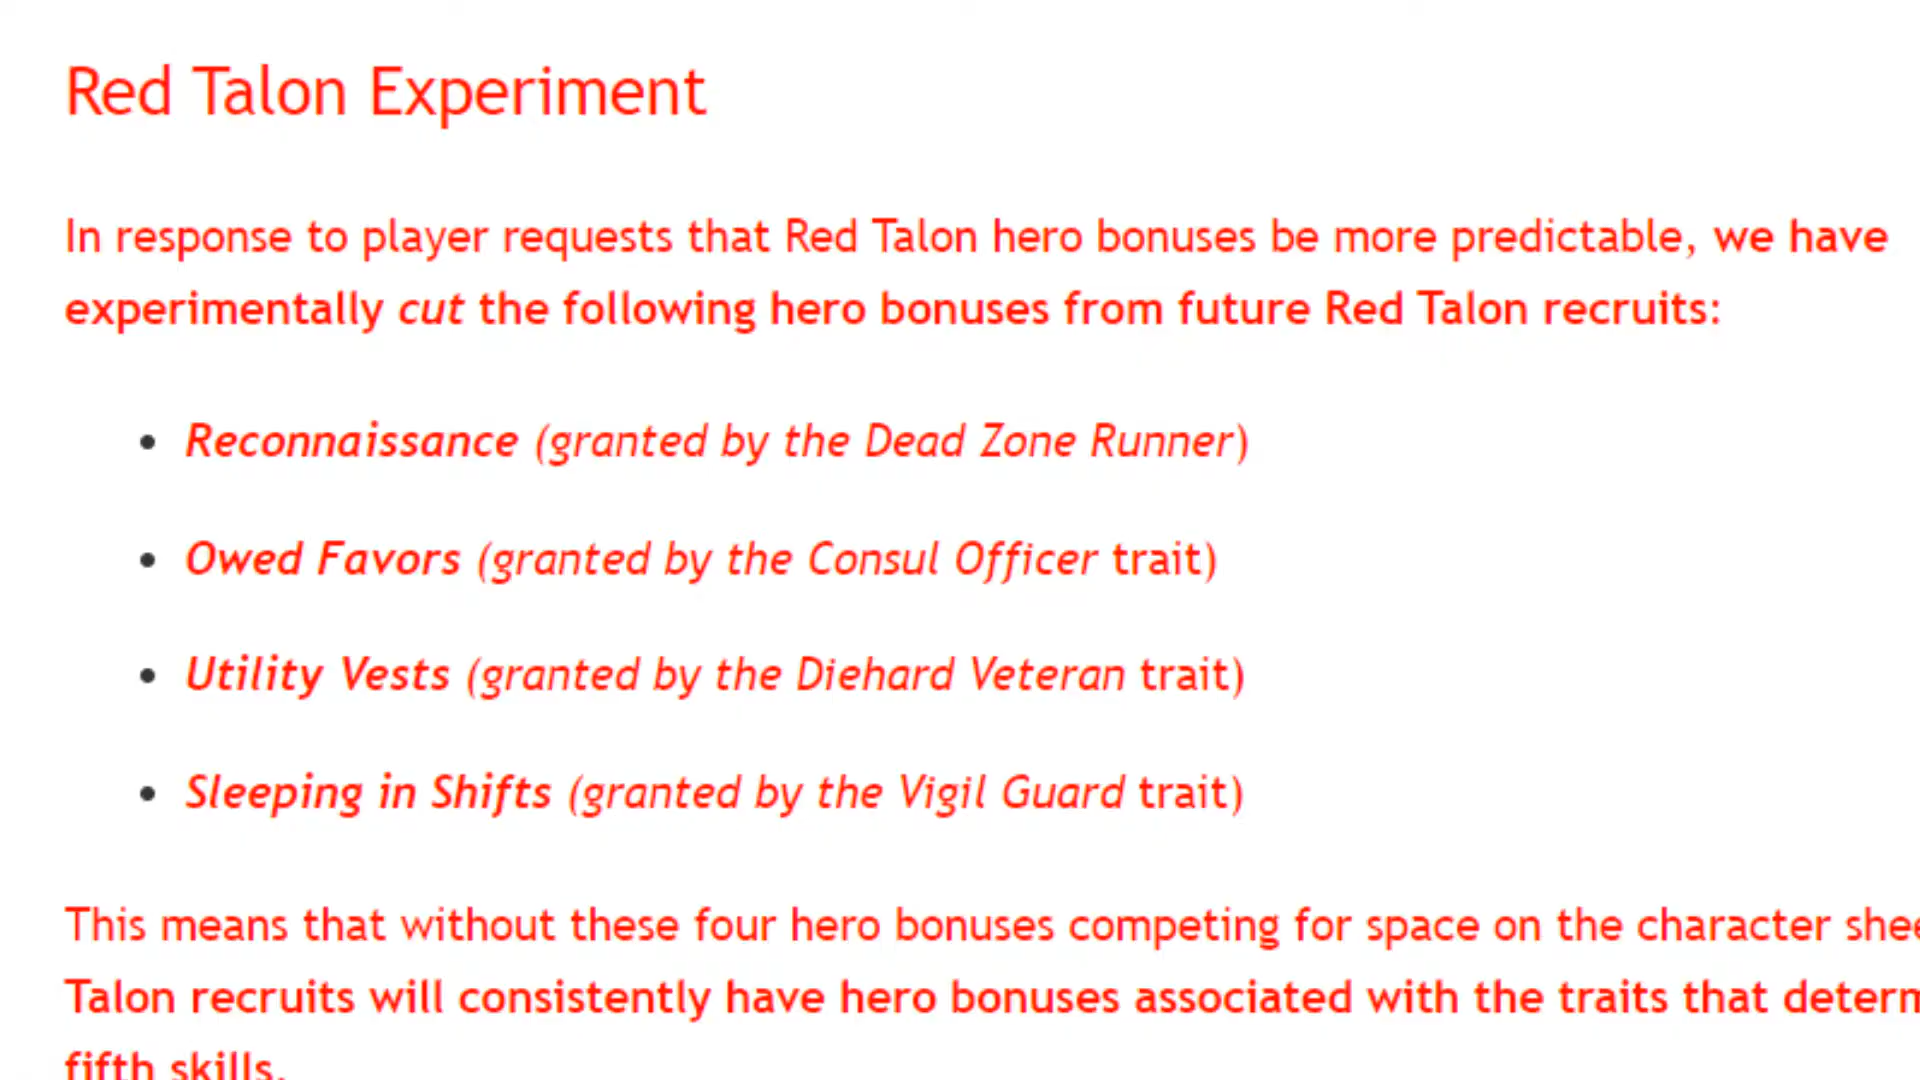 Red Talon Experiment
In response to player requests that Red Talon hero bonuses be more predictable, we have
experimentally cut the following hero bonuses from future Red Talon recruits:
• Reconnaissance (granted by the Dead Zone Runner)
• Owed Favors (granted by the Consul Officer trait)
• Utility Vests (granted by the Diehard Veteran trait)
• Sleeping in Shifts (granted by the Vigil Guard trait)
This means that without these four hero bonuses competing for space on the character
Talon recruits will consistently have hero bonuses associated with the traits that
fifth skills.